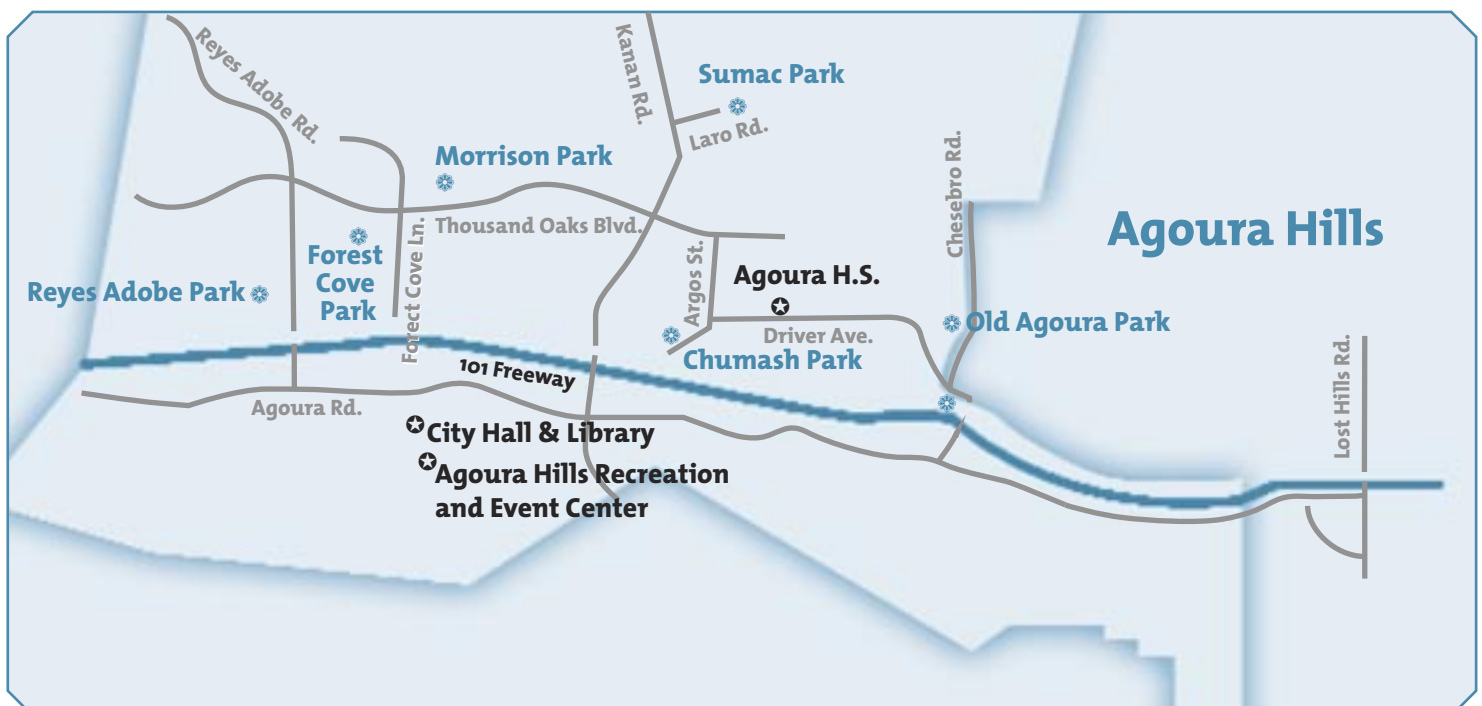 Reyes Adobe Rd.
Kanan Rd.
Sumac Park
Laro Rd.
Morrison Park
Chesebro Rd.
Thousand Oaks Blvd.
Agoura Hills
Forest
Cove
Park
Forect Cove Ln.
Argos St.
Agoura H.S.
Reyes Adobe Park
Driver Ave.
Old Agoura Park
Chumash Park
101 Freeway
Lost Hills Rd.
Agoura Rd.
City Hall & Library
Agoura Hills Recreation
and Event Center